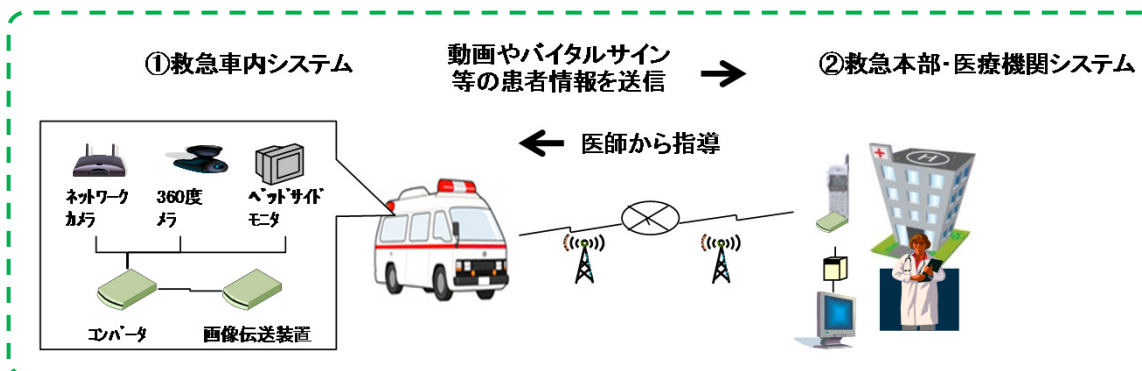 ①救急車内システム
動画やバイタルサイン
等の患者情報を送信
②救急本部・医療機関システム
医師から指導
ネットワーク
カメラ
360度
メラ
ベッドサイド
モニタ
コンバータ
画像伝送装置
H